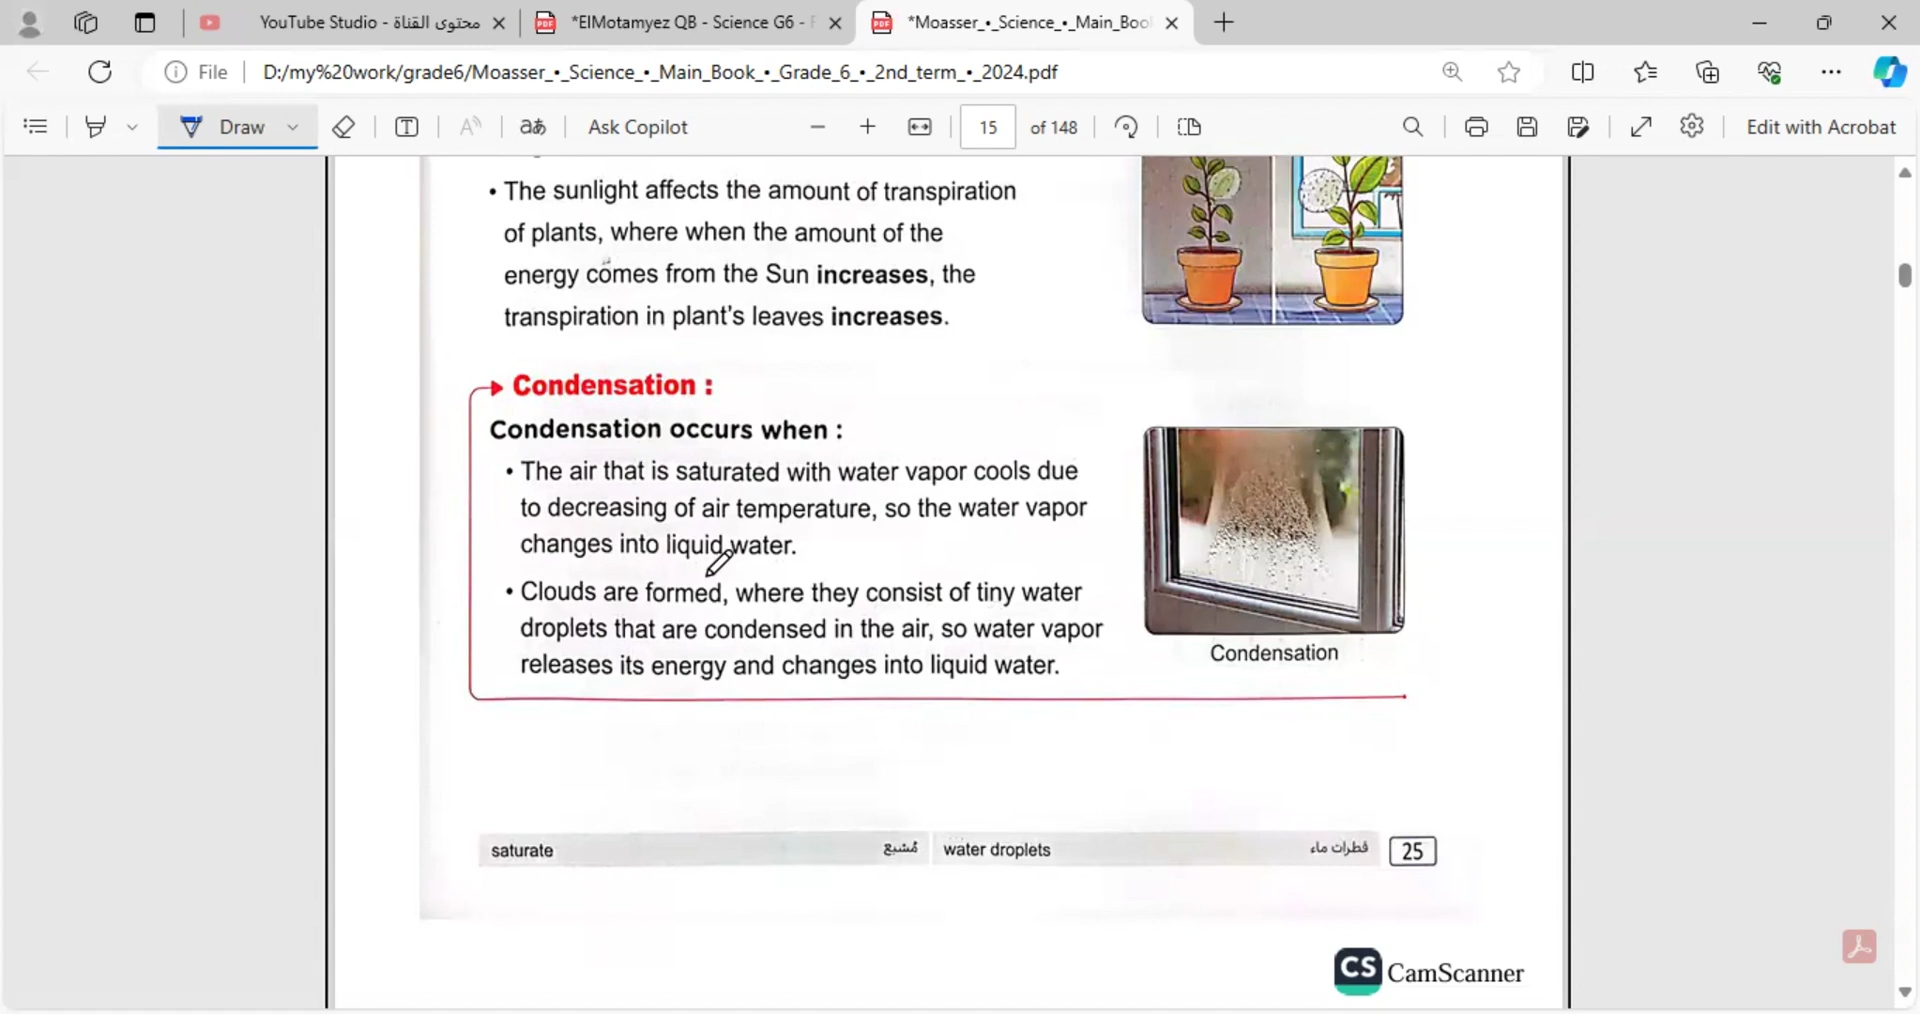 YouTube Studio - محتوى القناة
*ElMotamyez QB - Science G6 -
*Moasser_•_Science_•_Main_Boo
File
D:/my%20work/grade6/Moasser_•_Science_•_Main_Book_•_Grade_6_•_2nd_term_•_2024.pdf
Draw
Ask Copilot
15 of 148
Edit with Acrobat
• The sunlight affects the amount of transpiration
of plants, where when the amount of the
energy comes from the Sun increases, the
transpiration in plant's leaves increases.
Condensation :
Condensation occurs when :
• The air that is saturated with water vapor cools due
to decreasing of air temperature, so the water vapor
changes into liquid water.
• Clouds are formed, where they consist of tiny water
droplets that are condensed in the air, so water vapor
releases its energy and changes into liquid water.
Condensation
saturate مُشبع water droplets قطرات ماء 25
CS CamScanner